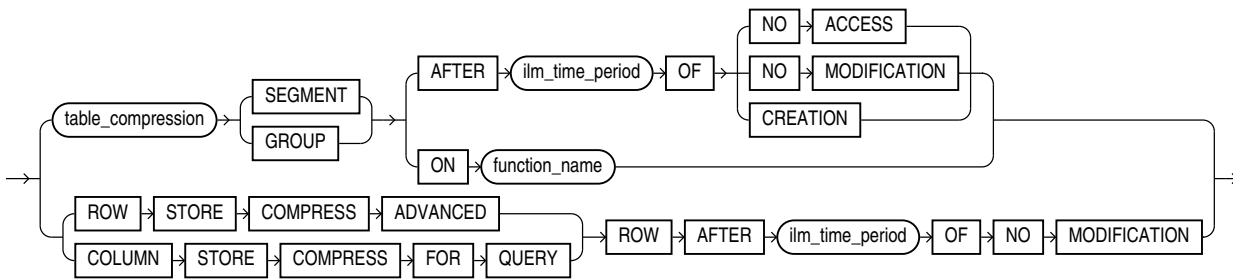 NO ACCESS
AFTER ilm_time_period OF NO MODIFICATION
SEGMENT
table_compression
GROUP
CREATION
ON function_name
ROW STORE COMPRESS ADVANCED
ROW AFTER ilm_time_period OF NO MODIFICATION
COLUMN STORE COMPRESS FOR QUERY